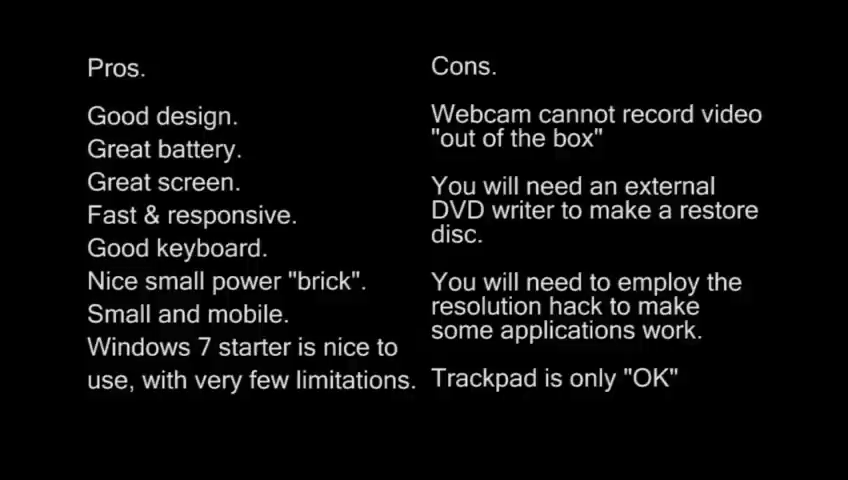 Pros.
Good design.
Great battery.
Great screen.
Fast & responsive.
Good keyboard.
Nice small power "brick".
Small and mobile.
Windows 7 starter is nice to
use, with very few limitations.
Cons.
Webcam cannot record video
"out of the box"
You will need an external
DVD writer to make a restore
disc.
You will need to employ the
resolution hack to make
some applications work.
Trackpad is only "OK"